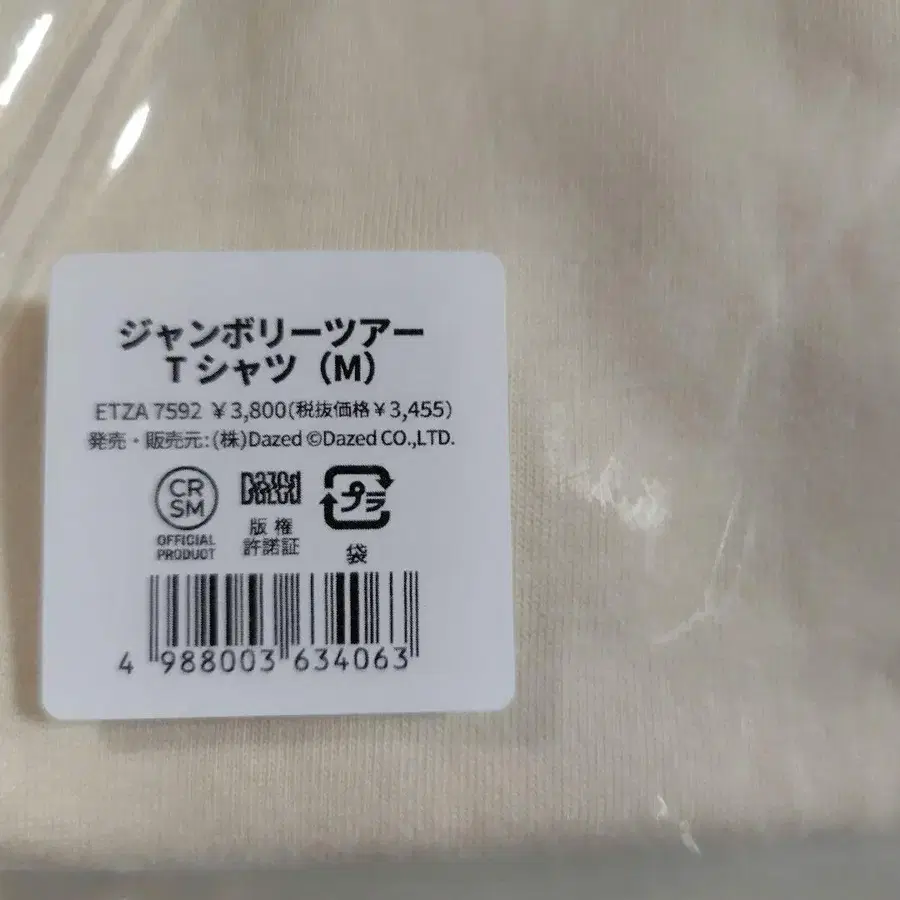 ジャンボリーツアー
Tシャツ（M）
ETZA 7592 ¥3,800(税抜価格¥3,455)
発売・販売元:(株)Dazed ©Dazed CO.,LTD.
CR
SM
OFFICIAL
PRODUCT
Dazed
版権
許諾証
プラ
袋
4 988003 634063